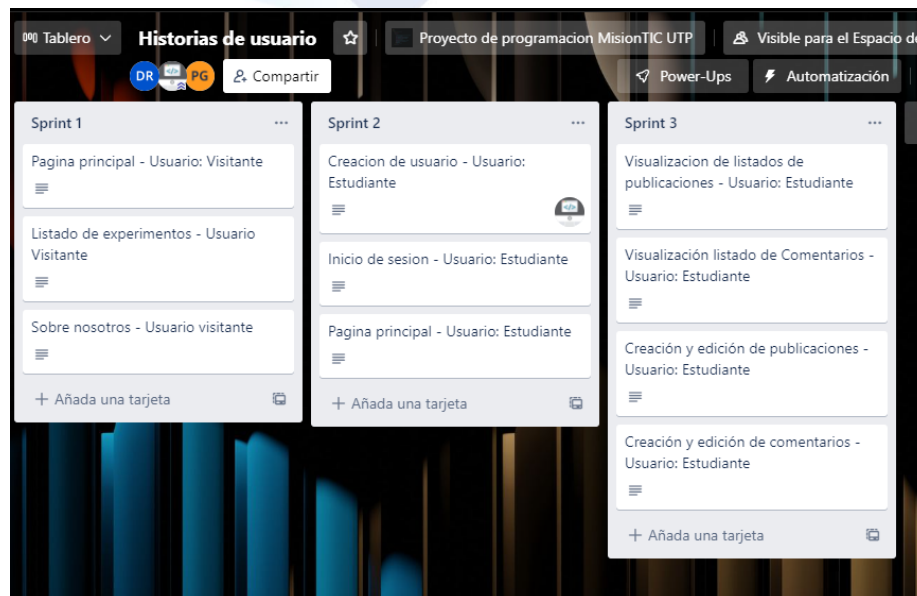 Tablero
Historias de usuario
Proyecto de programacion MisionTIC UTP
Visible para el Espacio de
DR
PG
Compartir
Power-Ups
Automatización
Sprint 1
Pagina principal - Usuario: Visitante
Listado de experimentos - Usuario
Visitante
Sobre nosotros - Usuario visitante
+ Añada una tarjeta
Sprint 2
Creacion de usuario - Usuario:
Estudiante
Inicio de sesion - Usuario: Estudiante
Pagina principal - Usuario: Estudiante
+ Añada una tarjeta
Sprint 3
Visualizacion de listados de
publicaciones - Usuario: Estudiante
Visualización listado de Comentarios -
Usuario: Estudiante
Creación y edición de publicaciones -
Usuario: Estudiante
Creación y edición de comentarios -
Usuario: Estudiante
+ Añada una tarjeta